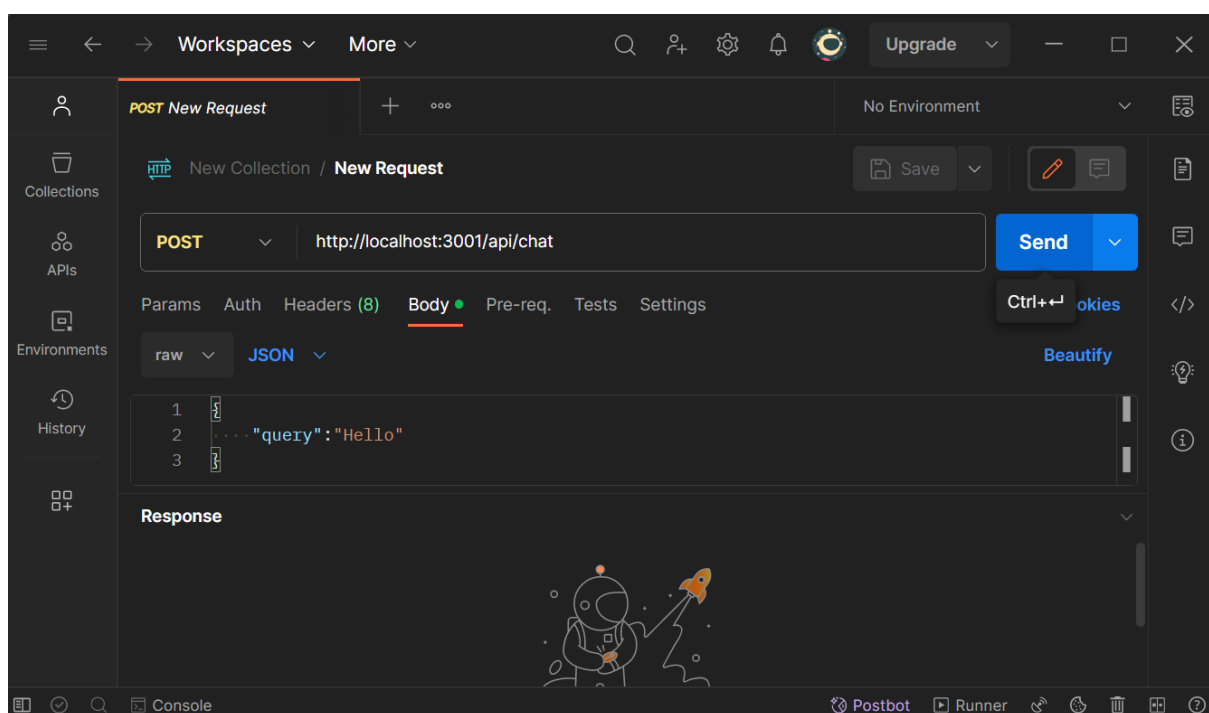 Workspaces More Upgrade
POST New Request No Environment
HTTP New Collection / New Request Save
Collections
POST http://localhost:3001/api/chat Send
APIs
Params Auth Headers (8) Body Pre-req. Tests Settings okies
Ctrl+↵
Environments
raw JSON Beautify
History
1 {
2 ····"query":"Hello"
3 }
Response
Console Postbot Runner